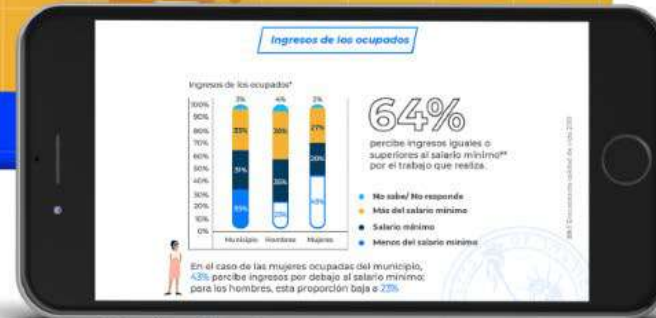 Ingresos de los ocupados
Ingresos de los ocupados*
100%
90%
80%
70%
60%
50%
40%
30%
20%
10%
0%
3% 4% 3%
33% 27%
31%
43%
Municipio Hombres Mujeres
64%
percibe ingresos iguales o
superiores al salario mínimo**
por el trabajo que realiza.
No sabe/ No responde
Más del salario mínimo
Salario mínimo
Menos del salario mínimo
En el caso de las mujeres ocupadas del municipio,
43% percibe ingresos por debajo al salario mínimo;
para los hombres, esta proporción baja a 23%